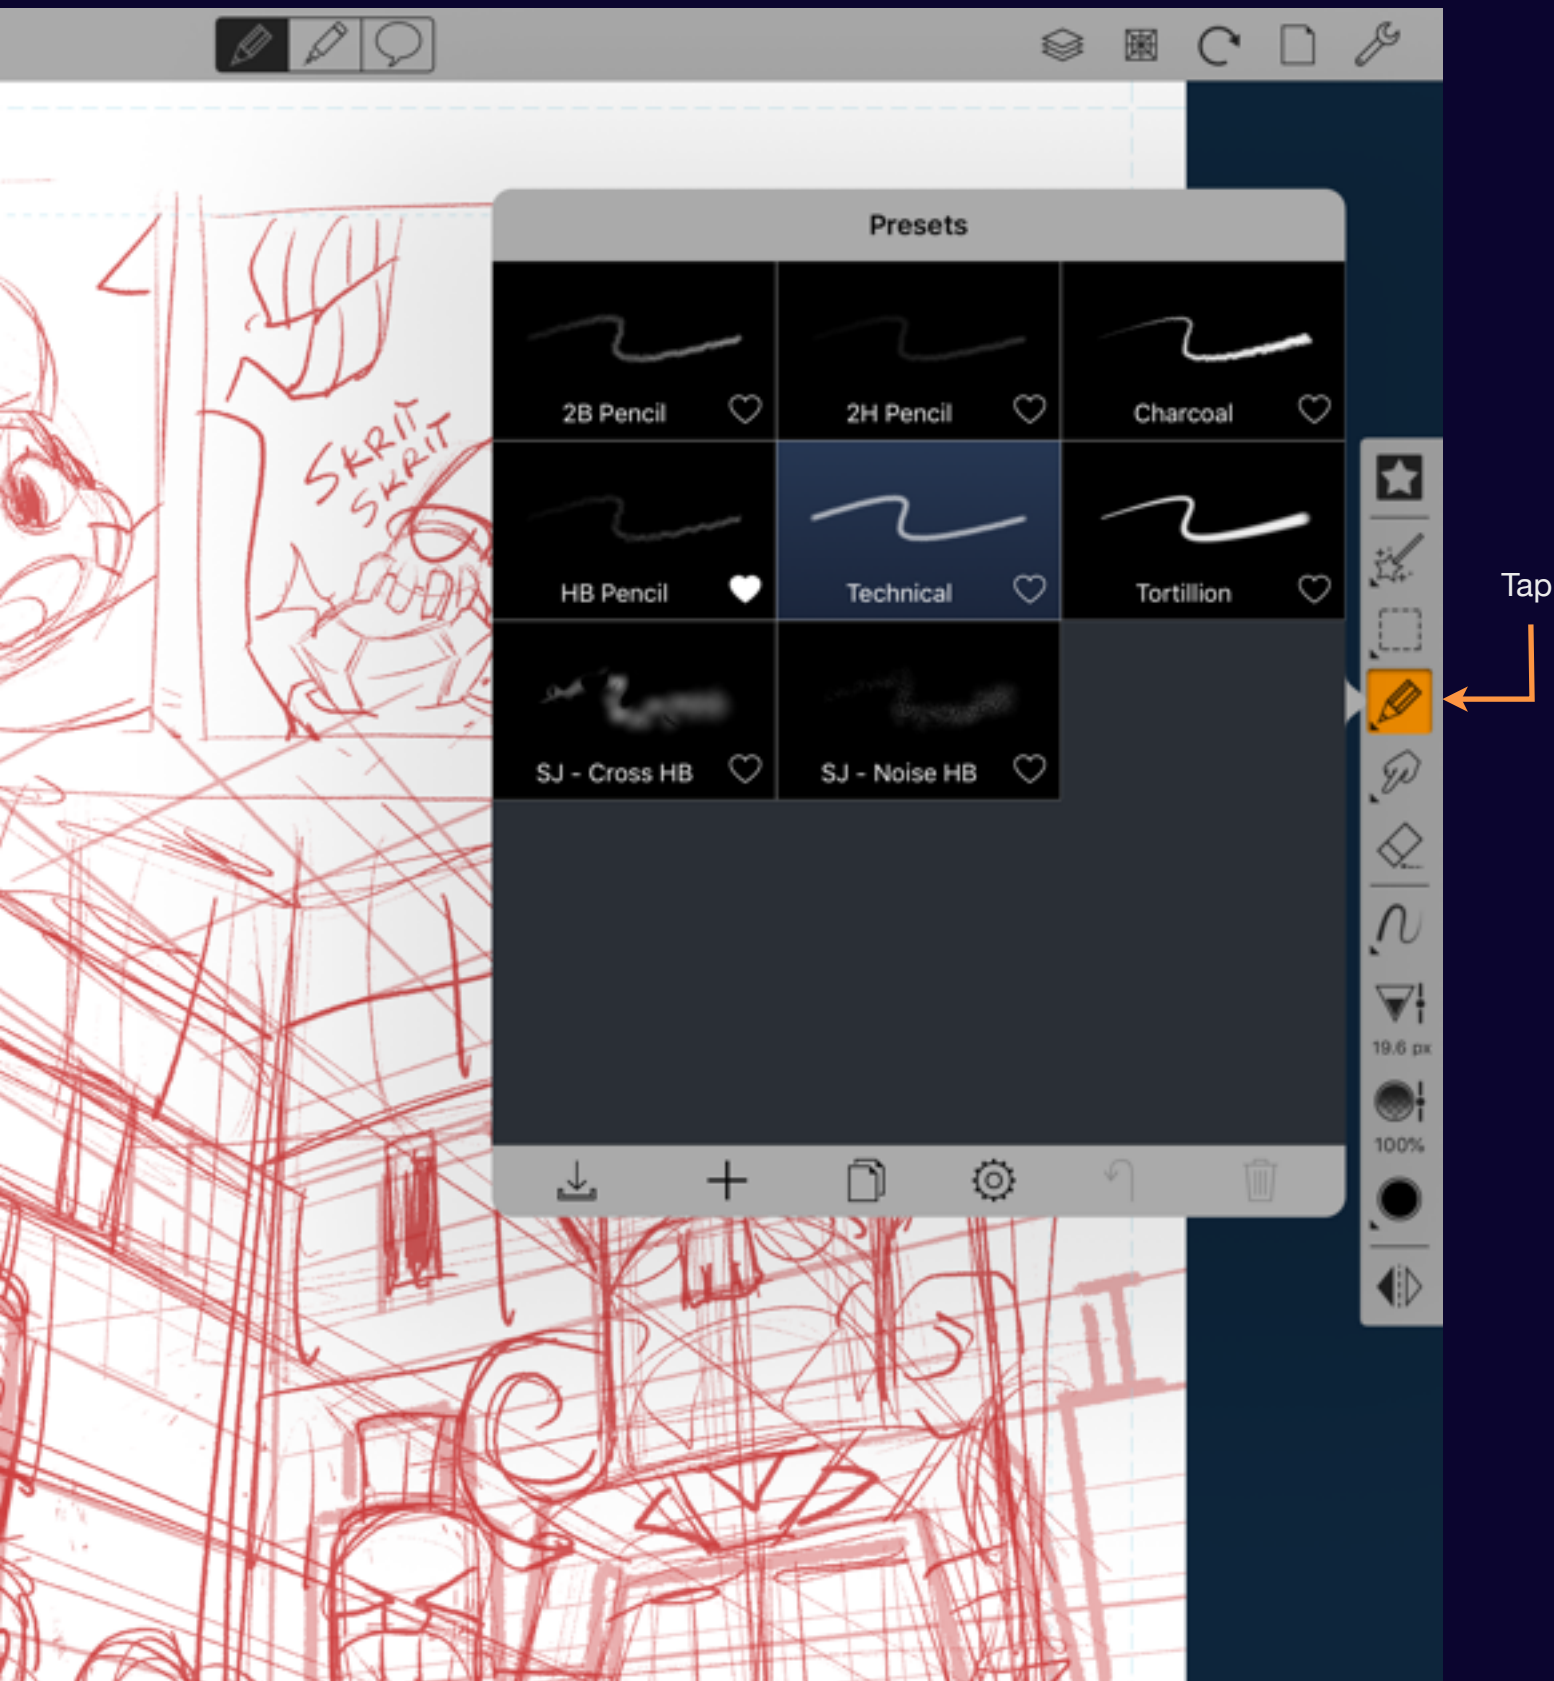 Presets
2B Pencil
2H Pencil
Charcoal
SKRIT
SKRIT
HB Pencil
Technical
Tortillion
Tap
SJ - Cross HB
SJ - Noise HB
19.6 px
100%